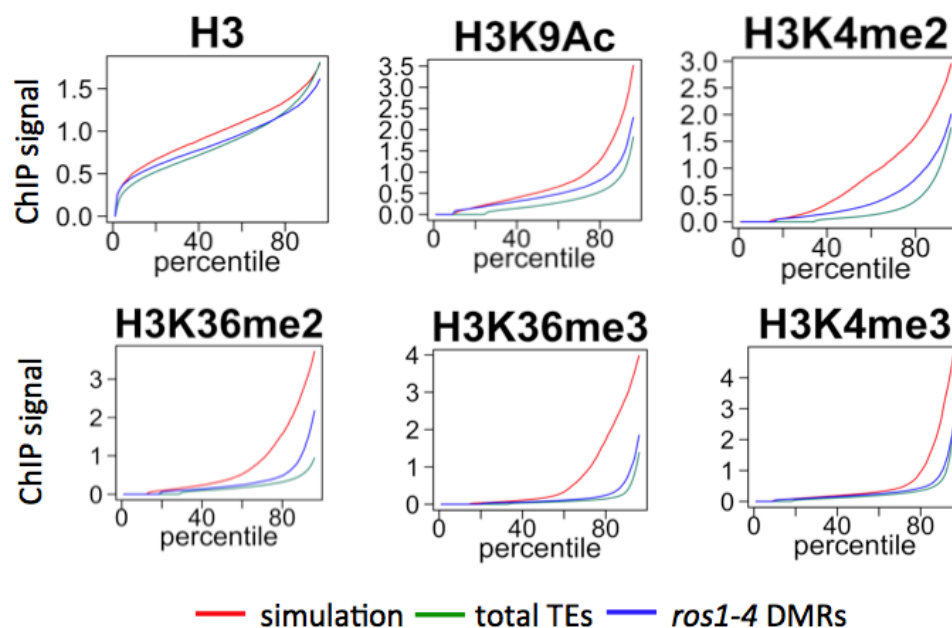 H3 H3K9Ac H3K4me2
ChIP signal
1.5
1.0
0.5
0.0
0 40 80
percentile
3.5
3.0
2.5
2.0
1.5
1.0
0.5
0.0
0 40 80
percentile
3.0
2.5
2.0
1.5
1.0
0.5
0.0
0 40 80
percentile
H3K36me2 H3K36me3 H3K4me3
ChIP signal
3
2
1
0
0 40 80
percentile
4
3
2
1
0
0 40 80
percentile
4
3
2
1
0
0 40 80
percentile
simulation total TEs ros1-4 DMRs